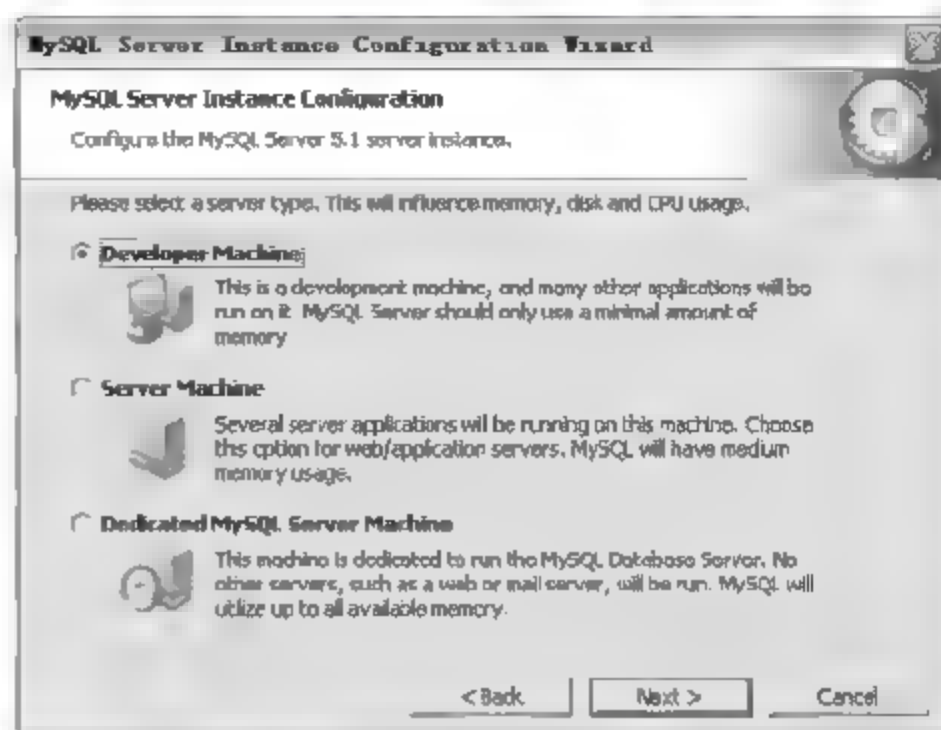 MySQL Server Instance Configuration Wizard
MySQL Server Instance Configuration
Configure the MySQL Server 5.1 server instance.
Please select a server type. This will influence memory, disk and CPU usage.
Developer Machine
This is a development machine, and many other applications will be
run on it. MySQL Server should only use a minimal amount of
memory
Server Machine
Several server applications will be running on this machine. Choose
this option for web/application servers. MySQL will have medium
memory usage.
Dedicated MySQL Server Machine
This machine is dedicated to run the MySQL Database Server. No
other servers, such as a web or mail server, will be run. MySQL will
utilize up to all available memory.
< Back
Next >
Cancel